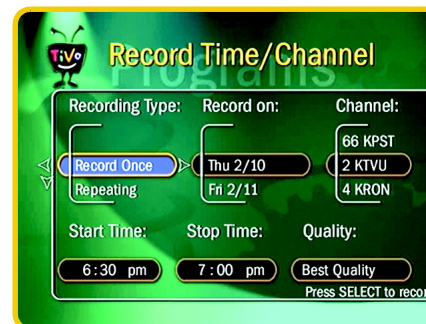 TiVo
Record Time/Channel
Programs
Recording Type: Record on: Channel:
66 KPST
Record Once Thu 2/10 2 KTVU
Repeating Fri 2/11 4 KRON
Start Time: Stop Time: Quality:
6:30 pm 7:00 pm Best Quality
Press SELECT to recor